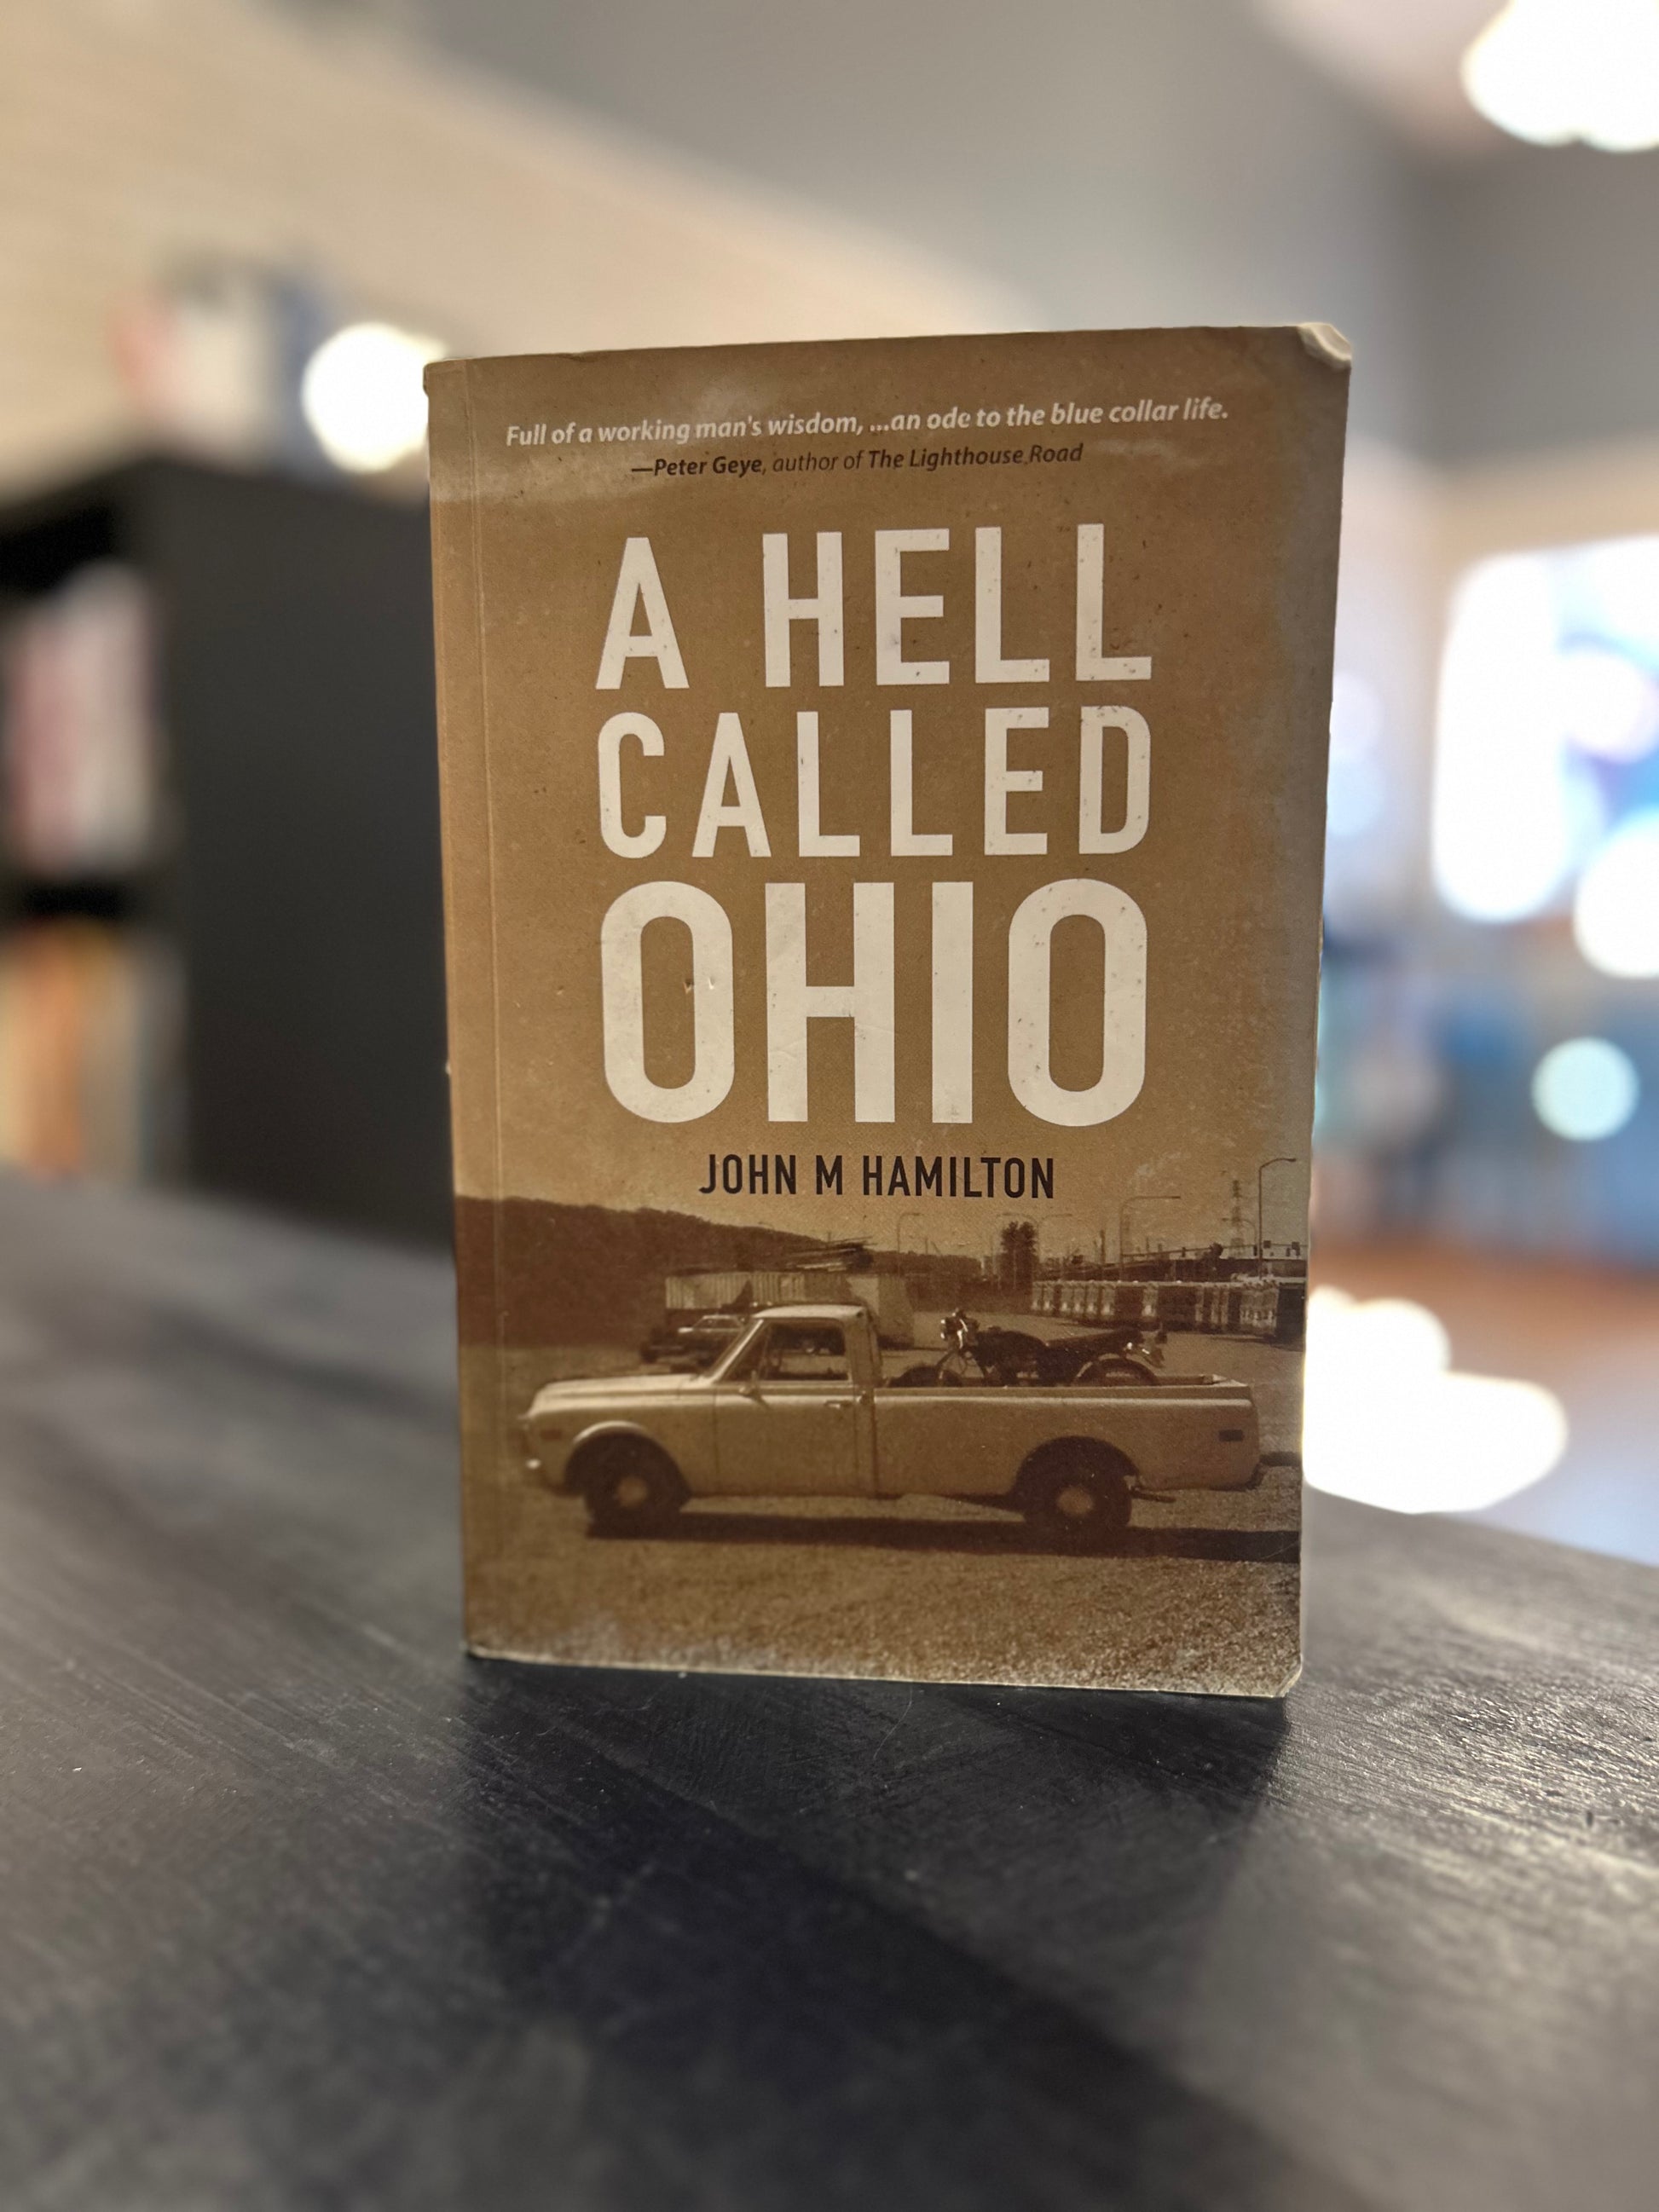 Full of a working man's wisdom, ...an ode to the blue collar life.
—Peter Geye, author of The Lighthouse Road
A HELL
CALLED
OHIO
JOHN M HAMILTON